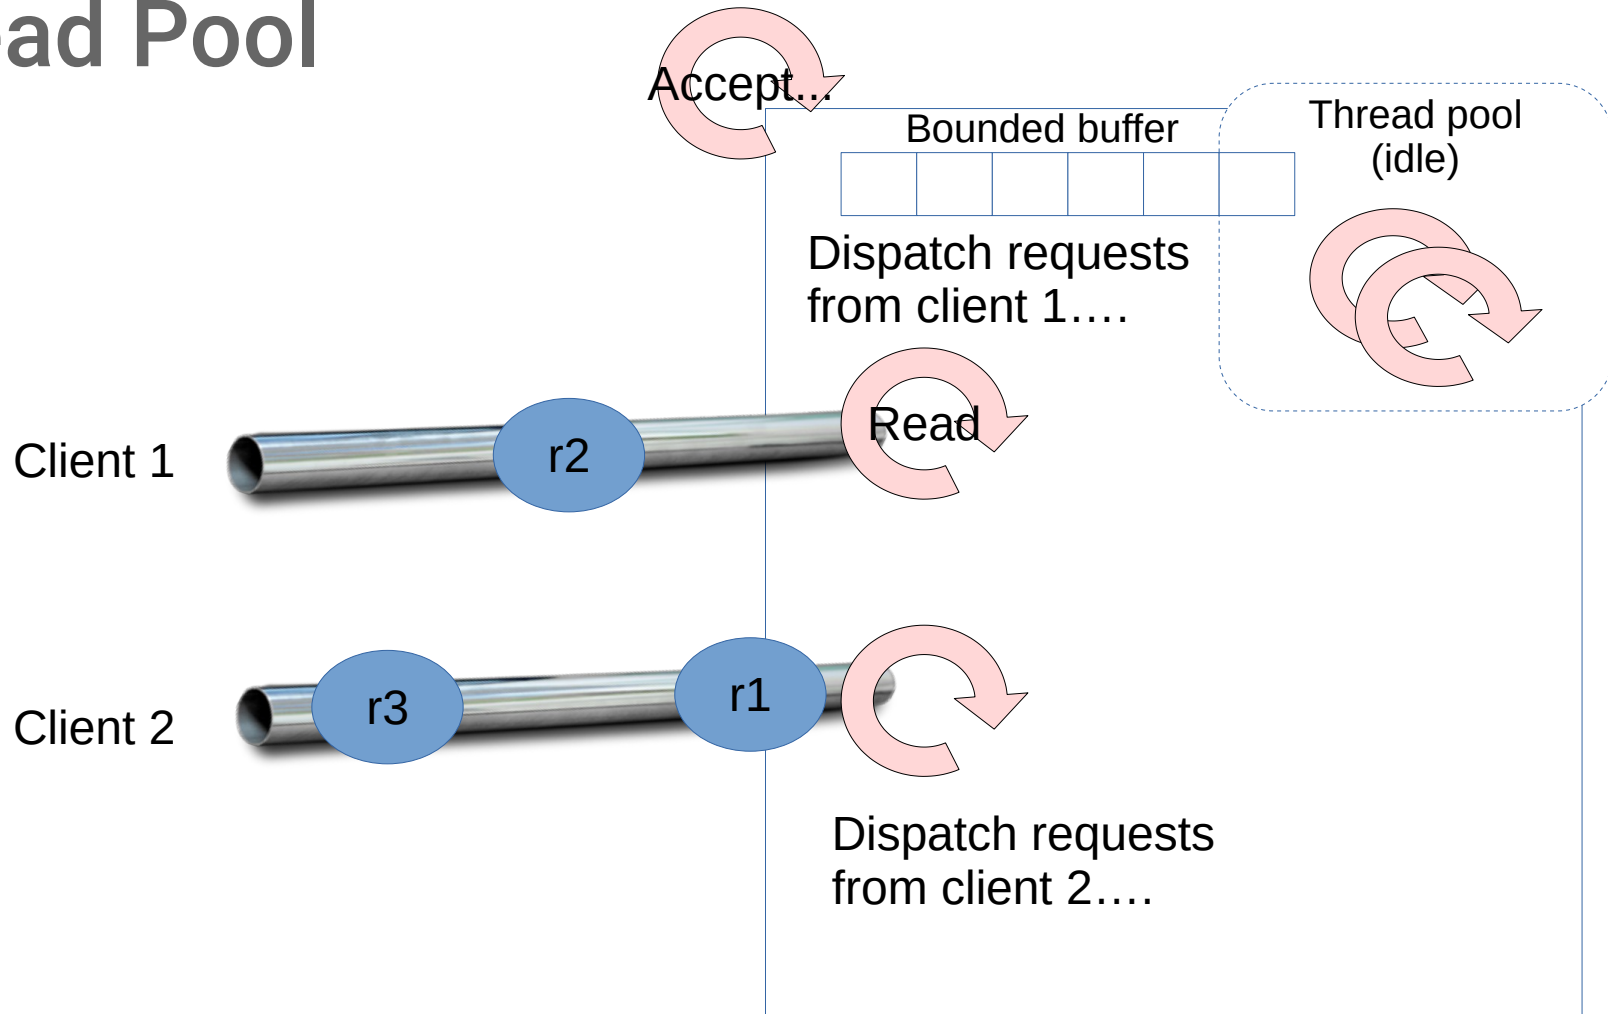 ead Pool
Accept...
Bounded buffer
Thread pool
(idle)
Dispatch requests
from client 1….
Read
Client 1
r2
Client 2
r3
r1
Dispatch requests
from client 2….